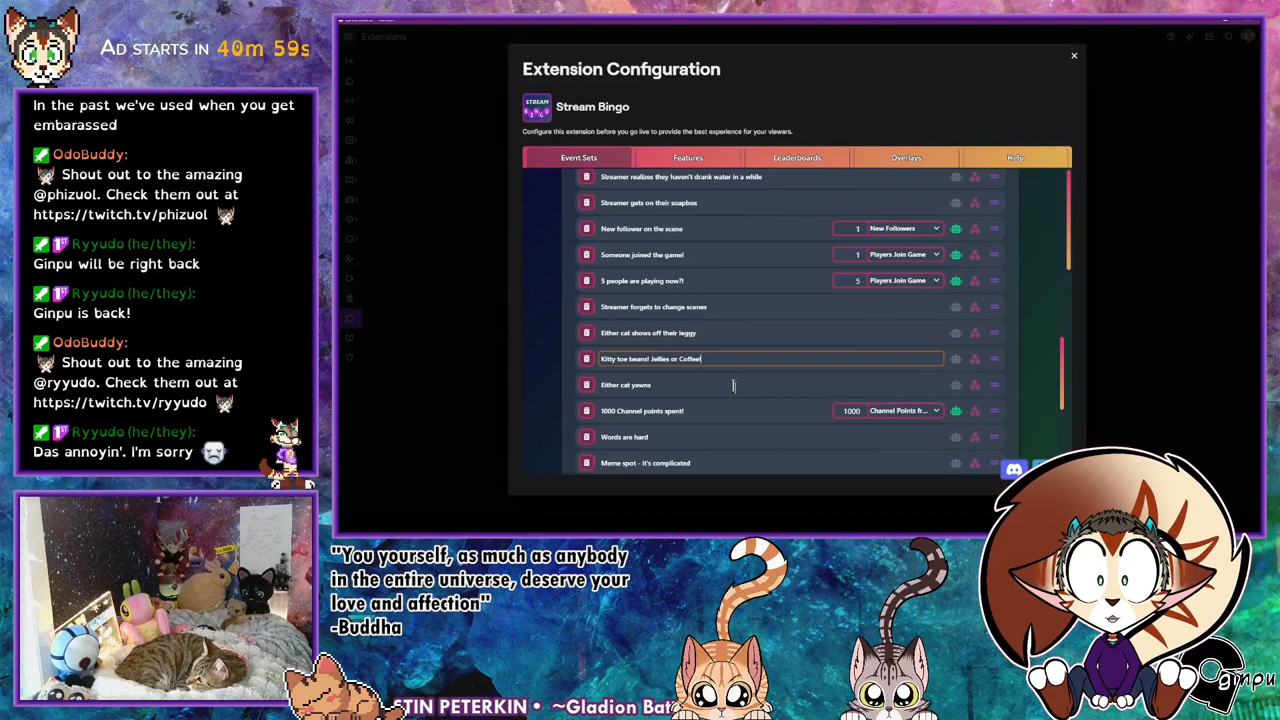 AD STARTS IN 40m 59s
In the past we've used when you get
embarassed
OdoBuddy:
Shout out to the amazing
@phizuol. Check them out at
https://twitch.tv/phizuol
Ryyudo (he/they):
Ginpu will be right back
Ryyudo (he/they):
Ginpu is back!
OdoBuddy:
Shout out to the amazing
@ryyudo. Check them out at
https://twitch.tv/ryyudo
Ryyudo (he/they):
Das annoyin'. I'm sorry
Extensions
Extension Configuration
STREAM BINGO
Stream Bingo
Configure this extension before you go live to provide the best experience for your viewers.
Event Sets Features Leaderboards Overlays Help
Streamer realizes they haven't drank water in a while
Streamer gets on their soapbox
New follower on the scene 1 New Followers
Someone joined the game! 1 Players Join Game
5 people are playing now?! 5 Players Join Game
Streamer forgets to change scenes
Either cat shows off their leggy
Kitty toe beans! Jellies or Coffee!
Either cat yawns
1000 Channel points spent! 1000 Channel Points fr...
Words are hard
Meme spot - It's complicated
"You yourself, as much as anybody
in the entire universe, deserve your
love and affection"
-Buddha
STIN PETERKIN • ~Gladion Bat
ginpu